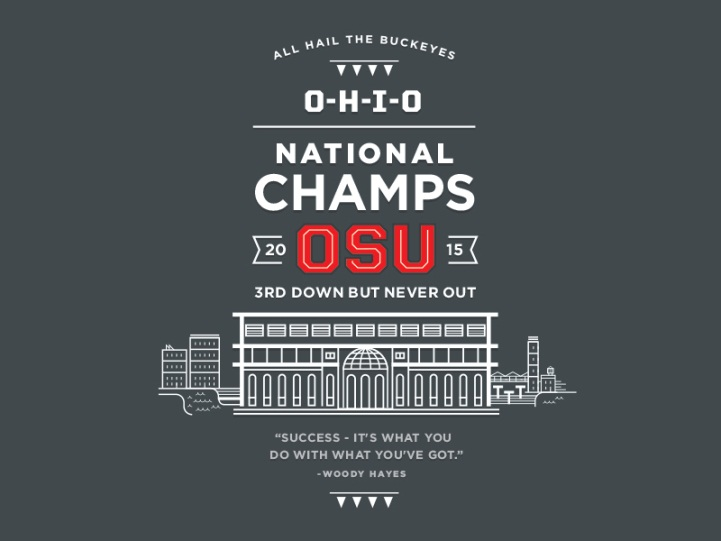 ALL HAIL THE BUCKEYES
O-H-I-O
NATIONAL
CHAMPS
20 OSU 15
3RD DOWN BUT NEVER OUT
“SUCCESS - IT'S WHAT YOU
DO WITH WHAT YOU'VE GOT.”
-WOODY HAYES